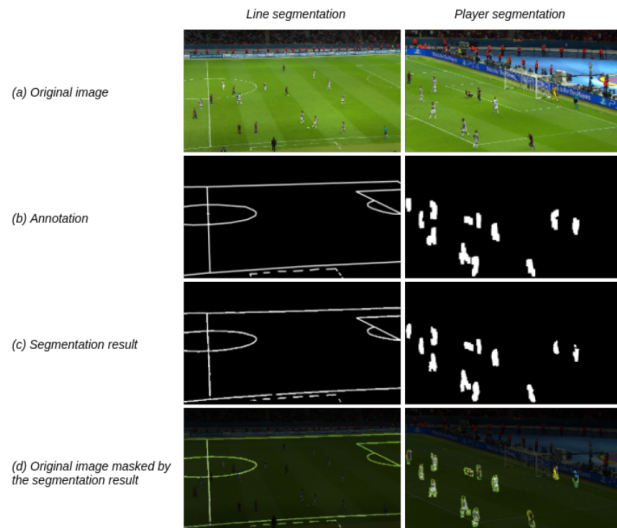 Line segmentation
Player segmentation
(a) Original image
(b) Annotation
(c) Segmentation result
(d) Original image masked by
the segmentation result